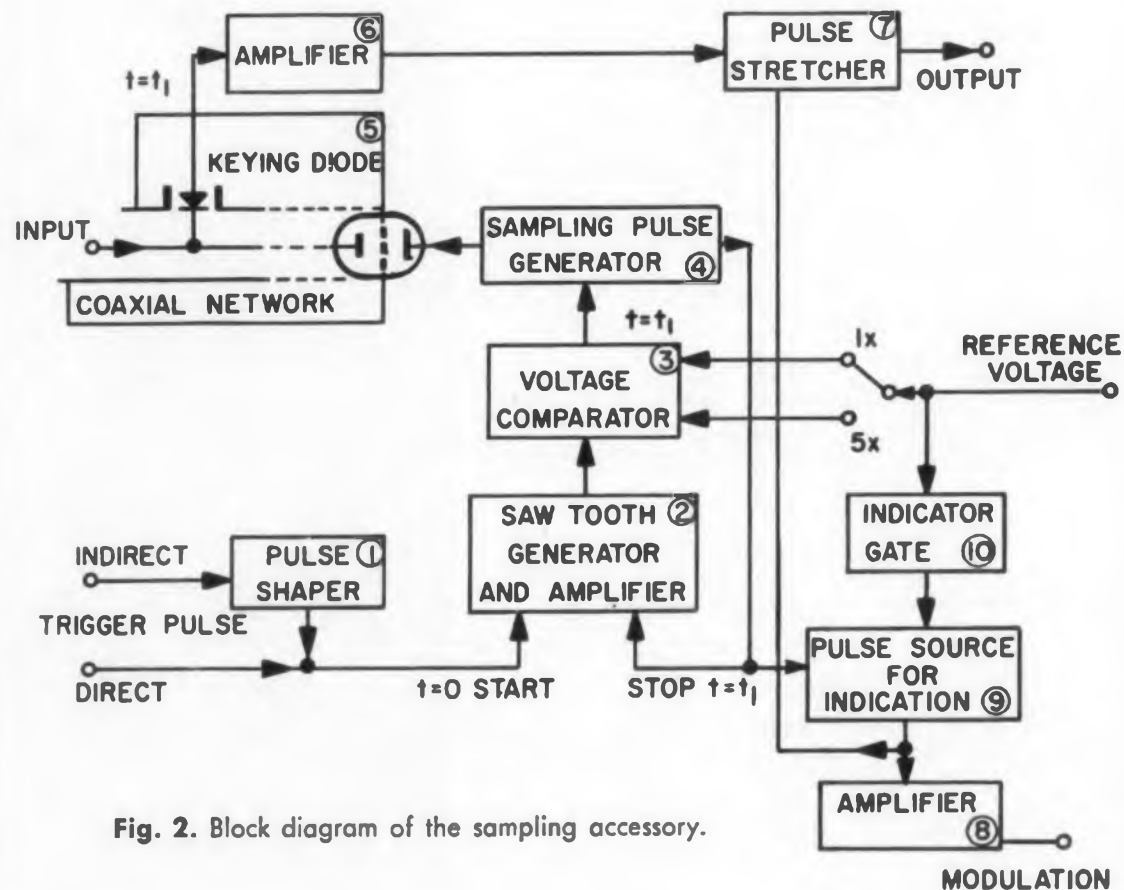 ⑥
AMPLIFIER
t=t₁
PULSE ⑦
STRETCHER
OUTPUT
⑤
KEYING DIODE
INPUT
COAXIAL NETWORK
SAMPLING PULSE
GENERATOR ④
t=t₁
③
VOLTAGE
COMPARATOR
1x
5x
REFERENCE
VOLTAGE
SAW TOOTH ②
GENERATOR
AND AMPLIFIER
INDICATOR
GATE ⑩
INDIRECT
PULSE ①
SHAPER
TRIGGER PULSE
DIRECT
t=0 START
STOP t=t₁
PULSE SOURCE
FOR
INDICATION ⑨
AMPLIFIER
⑧
MODULATION
Fig. 2. Block diagram of the sampling accessory.